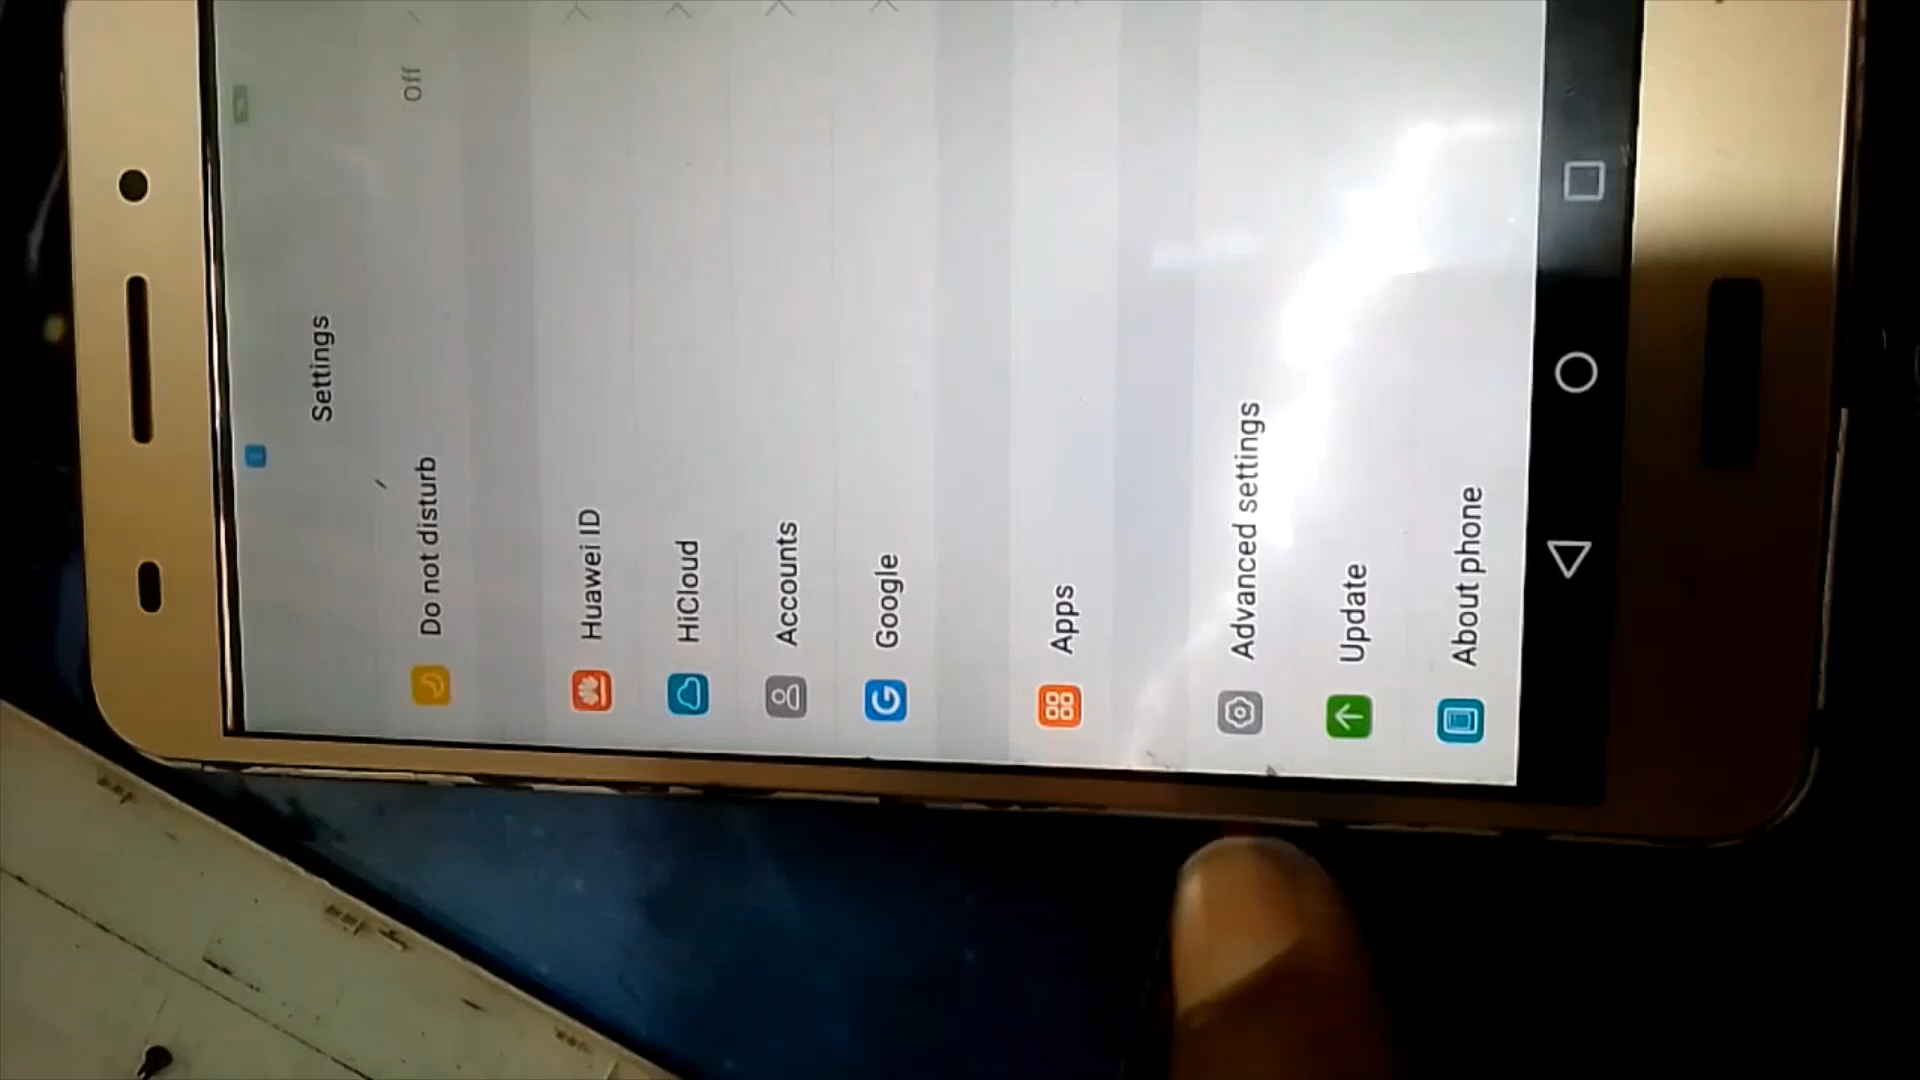 Settings
Do not disturb
Off
Huawei ID
HiCloud
Accounts
Google
Apps
Advanced settings
Update
About phone